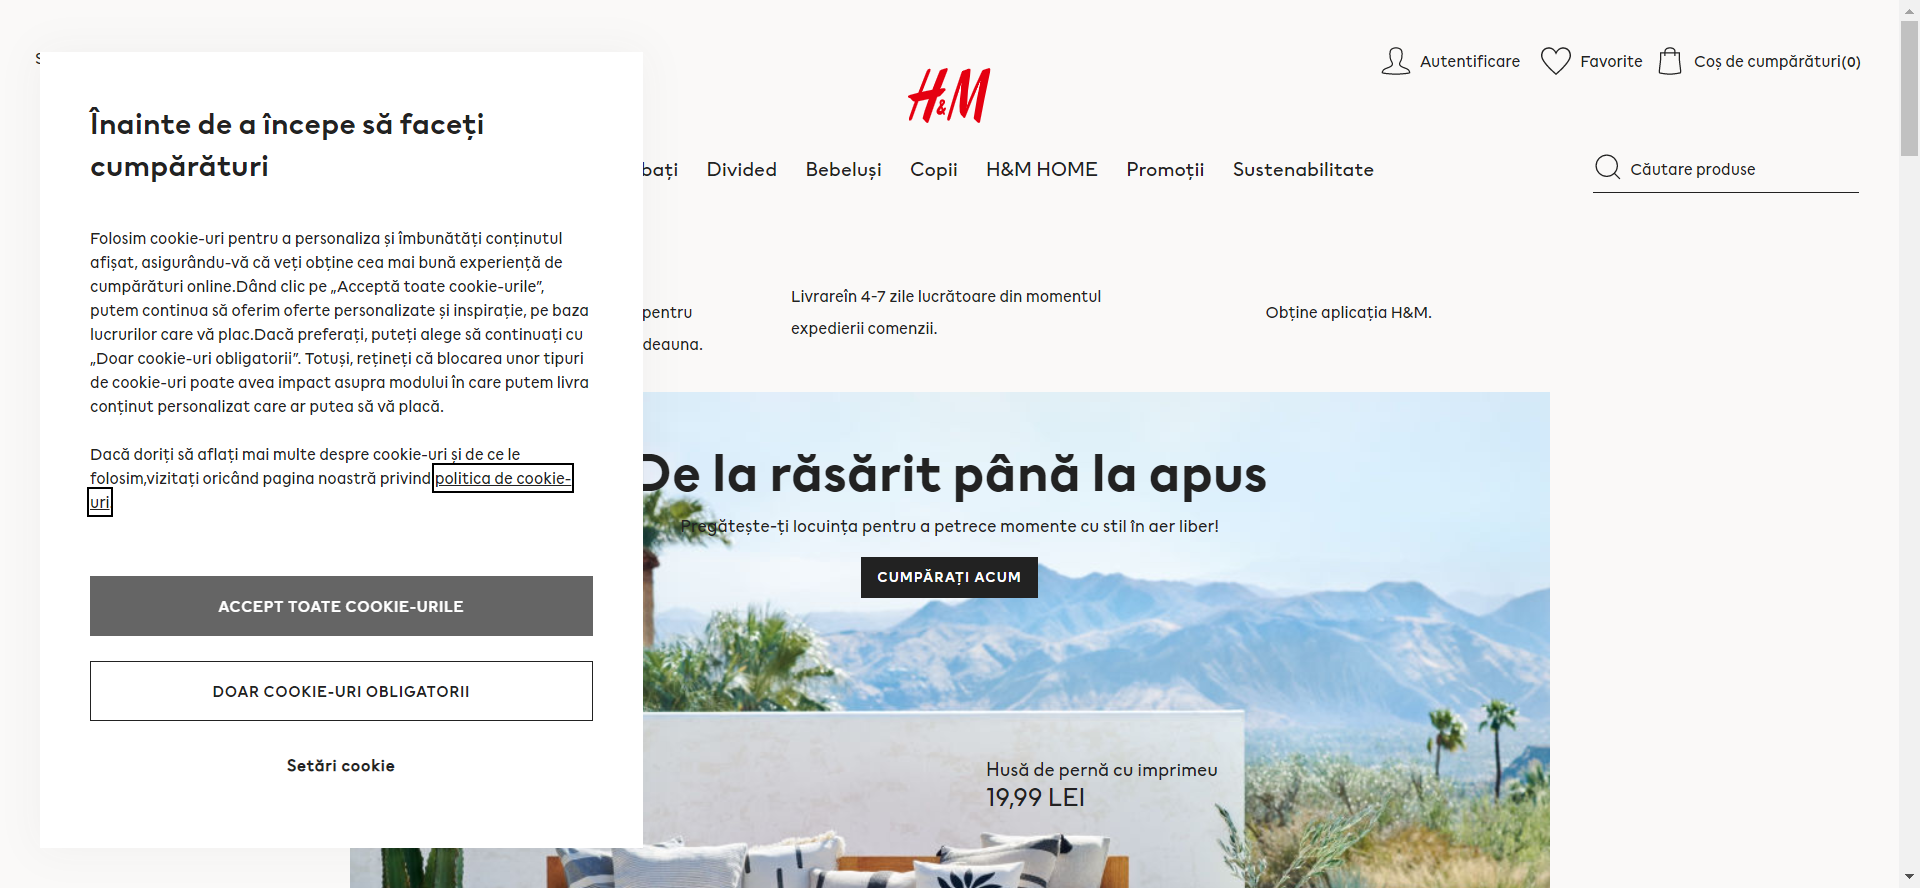 Autentificare
Favorite
Coș de cumpărături(0)
H&M
bați
Divided
Bebeluși
Copii
H&M HOME
Promoții
Sustenabilitate
Căutare produse
Înainte de a începe să faceți
cumpărături
Folosim cookie-uri pentru a personaliza și îmbunătăți conținutul
afișat, asigurându-vă că veți obține cea mai bună experiență de
cumpărături online.Dând clic pe „Acceptă toate cookie-urile”,
putem continua să oferim oferte personalizate și inspirație, pe baza
lucrurilor care vă plac.Dacă preferați, puteți alege să continuați cu
„Doar cookie-uri obligatorii”. Totuși, rețineți că blocarea unor tipuri
de cookie-uri poate avea impact asupra modului în care putem livra
conținut personalizat care ar putea să vă placă.
Dacă doriți să aflați mai multe despre cookie-uri și de ce le
folosim,vizitați oricând pagina noastră privind politica de cookie-
uri
ACCEPT TOATE COOKIE-URILE
DOAR COOKIE-URI OBLIGATORII
Setări cookie
pentru
deauna.
Livrareîn 4-7 zile lucrătoare din momentul
expedierii comenzii.
Obține aplicația H&M.
De la răsărit până la apus
Pregătește-ți locuința pentru a petrece momente cu stil în aer liber!
CUMPĂRAȚI ACUM
Husă de pernă cu imprimeu
19,99 LEI